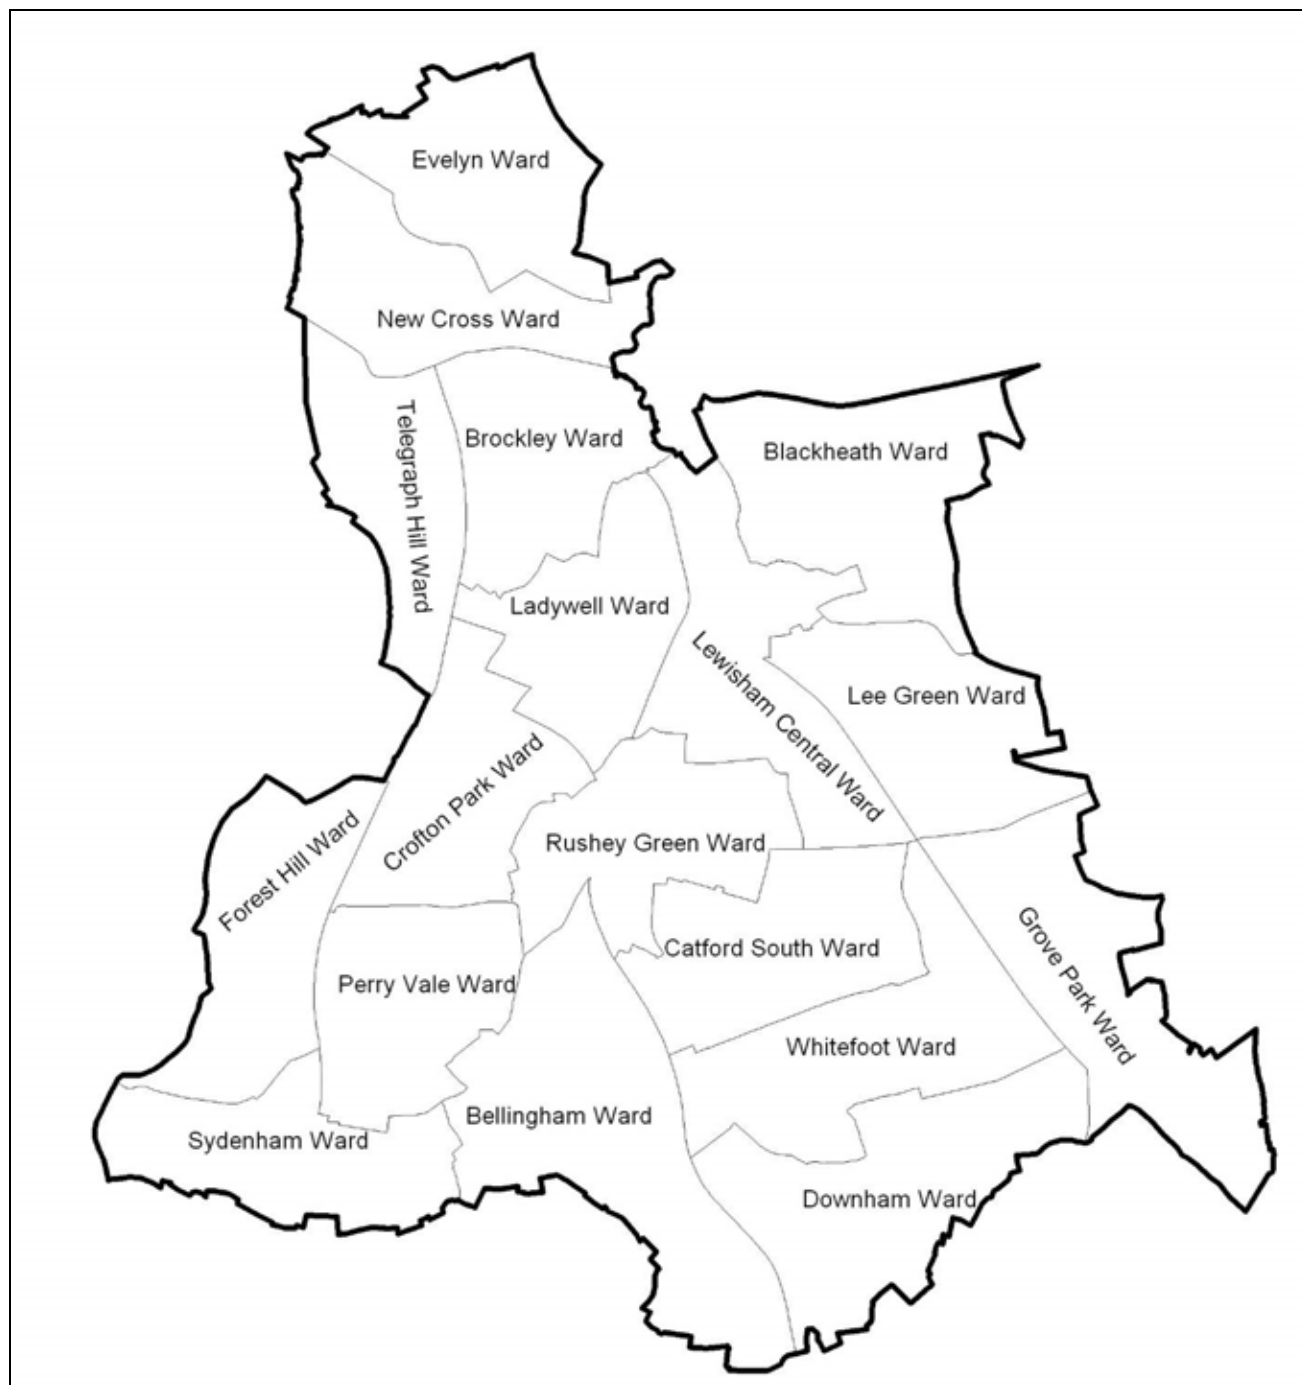 Evelyn Ward
New Cross Ward
Telegraph Hill Ward
Brockley Ward
Blackheath Ward
Ladywell Ward
Lewisham Central Ward
Lee Green Ward
Crofton Park Ward
Forest Hill Ward
Rushey Green Ward
Catford South Ward
Grove Park Ward
Perry Vale Ward
Whitefoot Ward
Bellingham Ward
Sydenham Ward
Downham Ward